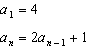 a₁ = 4
aₙ = 2aₙ₋₁ + 1